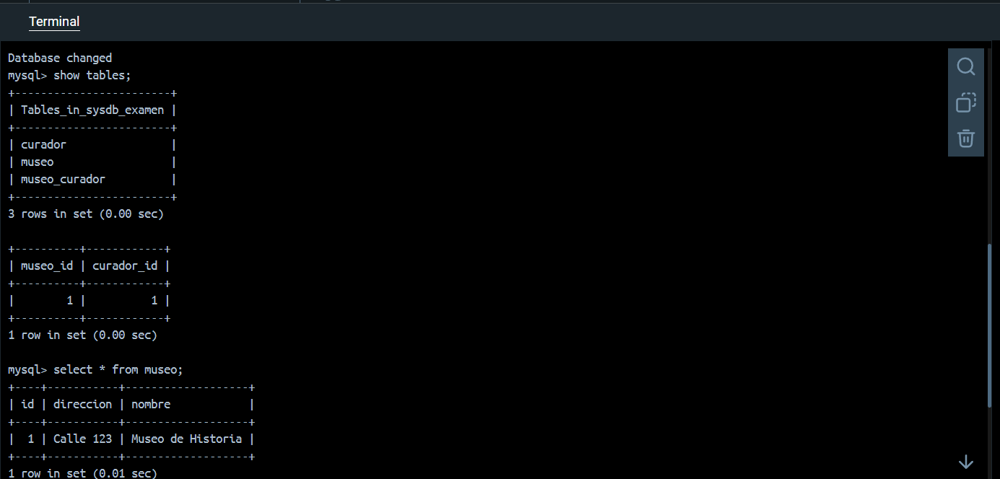 Terminal
Database changed
mysql> show tables;
+------------------------+
| Tables_in_sysdb_examen |
+------------------------+
| curador                |
| museo                  |
| museo_curador          |
+------------------------+
3 rows in set (0.00 sec)

+----------+------------+
| museo_id | curador_id |
+----------+------------+
|        1 |          1 |
+----------+------------+
1 row in set (0.00 sec)

mysql> select * from museo;
+----+-----------+-------------------+
| id | direccion | nombre            |
+----+-----------+-------------------+
|  1 | Calle 123 | Museo de Historia |
+----+-----------+-------------------+
1 row in set (0.01 sec)